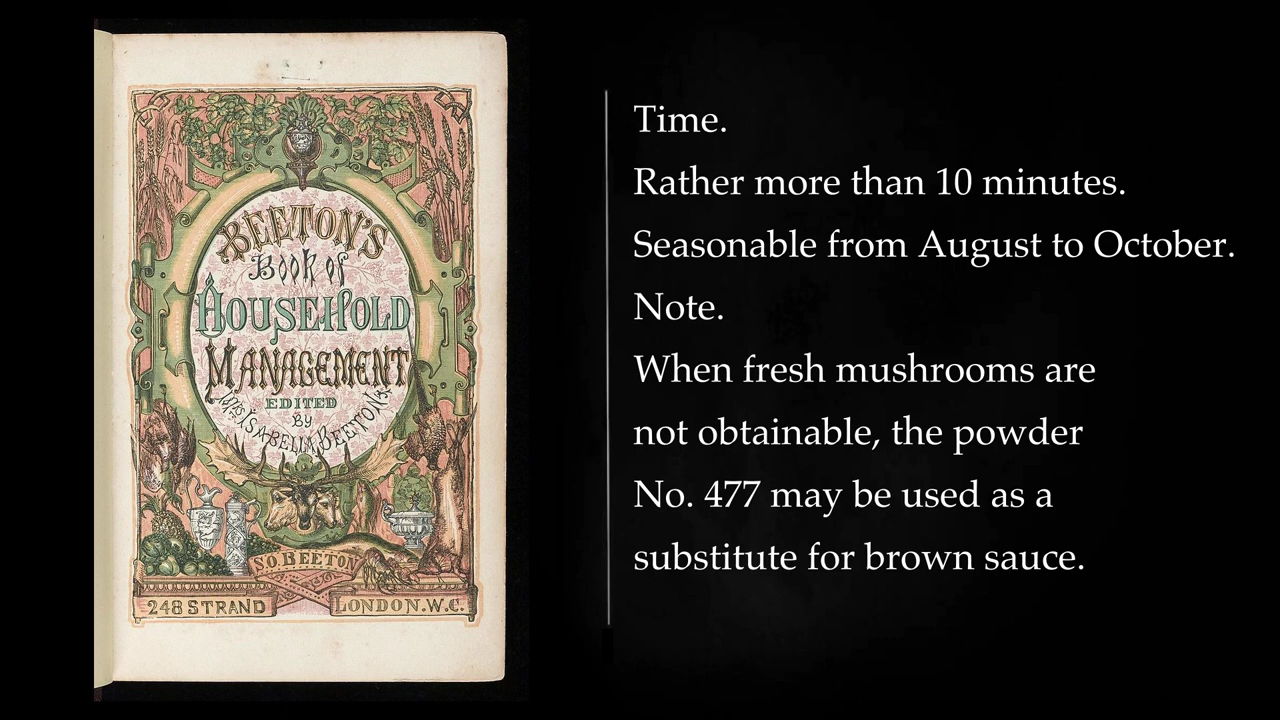 BEETON'S
Book of
HOUSEHOLD
MANAGEMENT
EDITED
BY
MRS ISABELLA BEETON.
S.O. BEETON
248 STRAND
LONDON. W.C.
Time.
Rather more than 10 minutes.
Seasonable from August to October.
Note.
When fresh mushrooms are
not obtainable, the powder
No. 477 may be used as a
substitute for brown sauce.